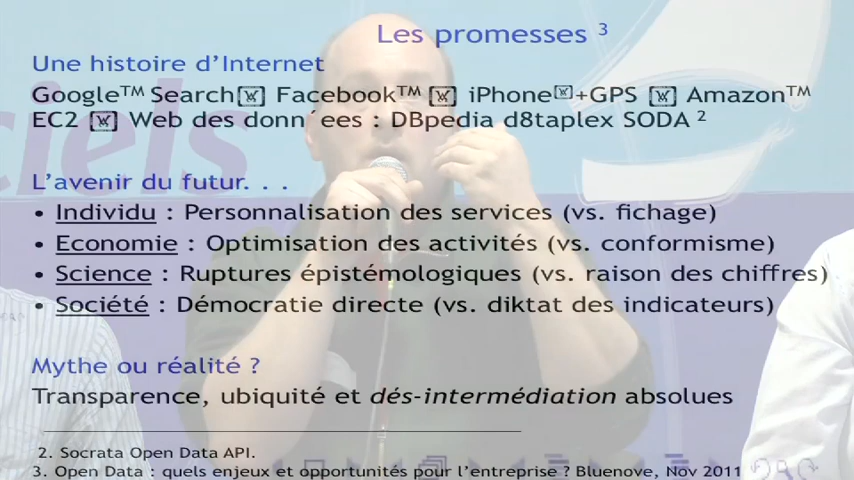 Les promesses 3
Une histoire d’Internet
Google™ Search Facebook™ iPhone+GPS Amazon™
EC2 Web des donn´ees : DBpedia d8taplex SODA 2
ciels
L’avenir du futur. . .
• Individu : Personnalisation des services (vs. fichage)
• Economie : Optimisation des activités (vs. conformisme)
• Science : Ruptures épistémologiques (vs. raison des chiffres)
• Société : Démocratie directe (vs. diktat des indicateurs)
Mythe ou réalité ?
Transparence, ubiquité et dés-intermédiation absolues
2. Socrata Open Data API.
3. Open Data : quels enjeux et opportunités pour l’entreprise ? Bluenove, Nov 2011